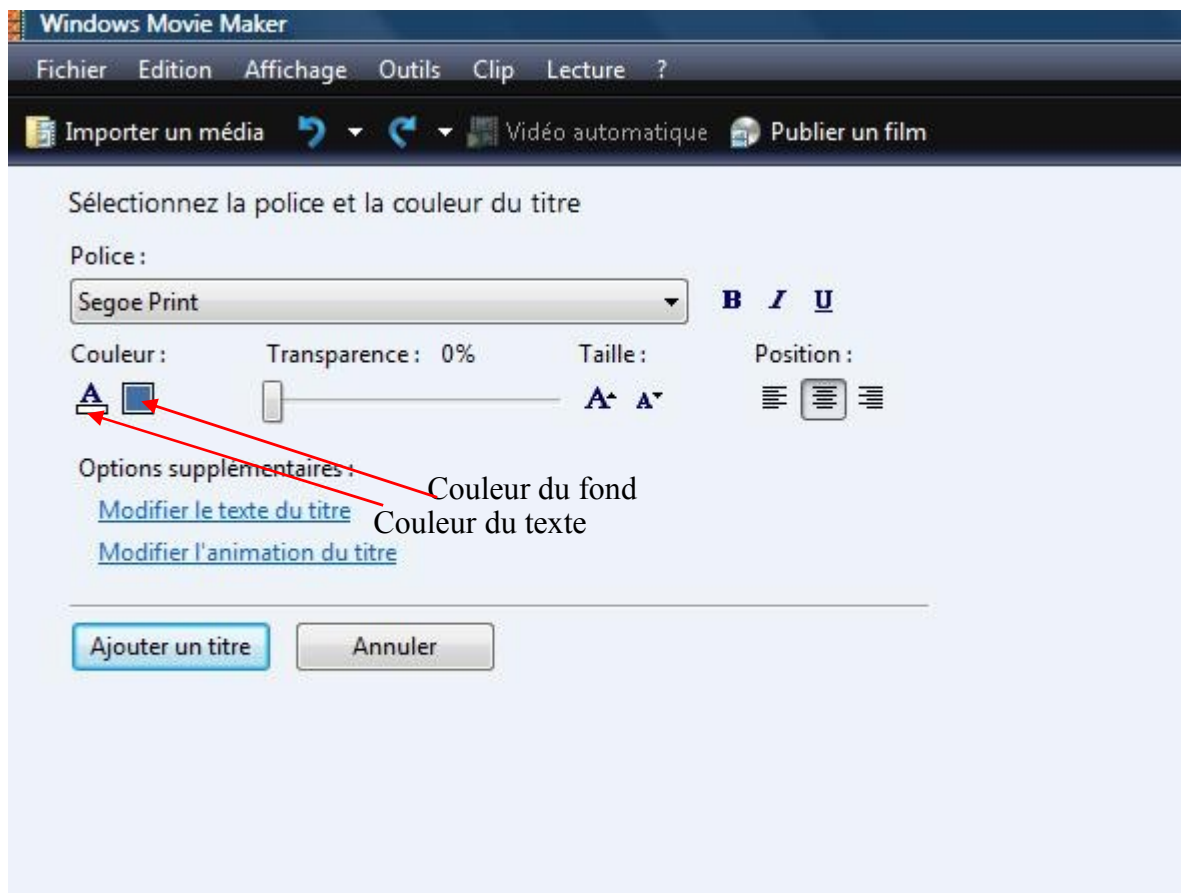 Windows Movie Maker
Fichier Edition Affichage Outils Clip Lecture ?
Importer un média Vidéo automatique Publier un film
Sélectionnez la police et la couleur du titre
Police :
Segoe Print B I U
Couleur : Transparence : 0% Taille : Position :
A A A
Options supplémentaires :
Couleur du fond
Modifier le texte du titre
Couleur du texte
Modifier l'animation du titre
Ajouter un titre Annuler